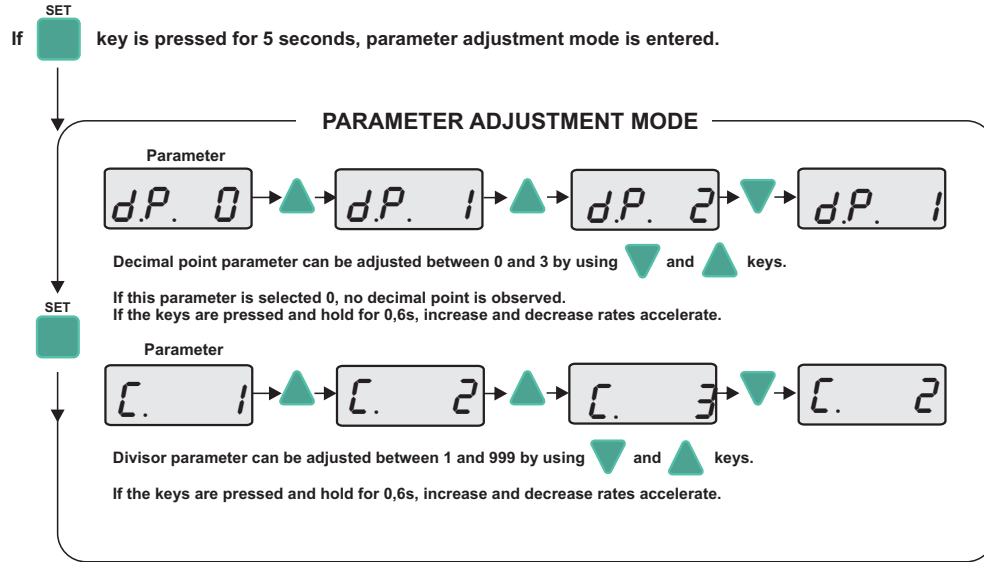 SET
If key is pressed for 5 seconds, parameter adjustment mode is entered.
PARAMETER ADJUSTMENT MODE
Parameter
d.P. 0 d.P. 1 d.P. 2 d.P. 1
Decimal point parameter can be adjusted between 0 and 3 by using and keys.
If this parameter is selected 0, no decimal point is observed.
If the keys are pressed and hold for 0,6s, increase and decrease rates accelerate.
SET
Parameter
C. 1 C. 2 C. 3 C. 2
Divisor parameter can be adjusted between 1 and 999 by using and keys.
If the keys are pressed and hold for 0,6s, increase and decrease rates accelerate.